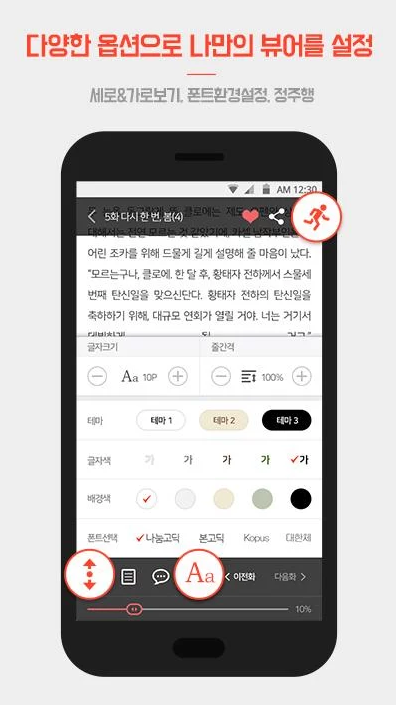 다양한 옵션으로 나만의 뷰어를 설정
세로&가로보기, 폰트환경설정, 정주행
AM 12:30
5화 다시 한 번, 봄(4)
어린 조카를 위해 드물게 길게 설명해 줄 마음이 났다.
"모르는구나, 클로에. 한 달 후, 황태자 전하께서 스물세
번째 탄신일을 맞으신단다. 황태자 전하의 탄신일을
축하하기 위해, 대규모 연회가 열릴 거야. 너는 거기서
글자크기 줄간격
Aa 10P 100%
테마 테마 1 테마 2 테마 3
글자색 가 가 가 가 가
배경색
폰트선택 나눔고딕 본고딕 Kopus 대한체
Aa 이전화 다음화
10%